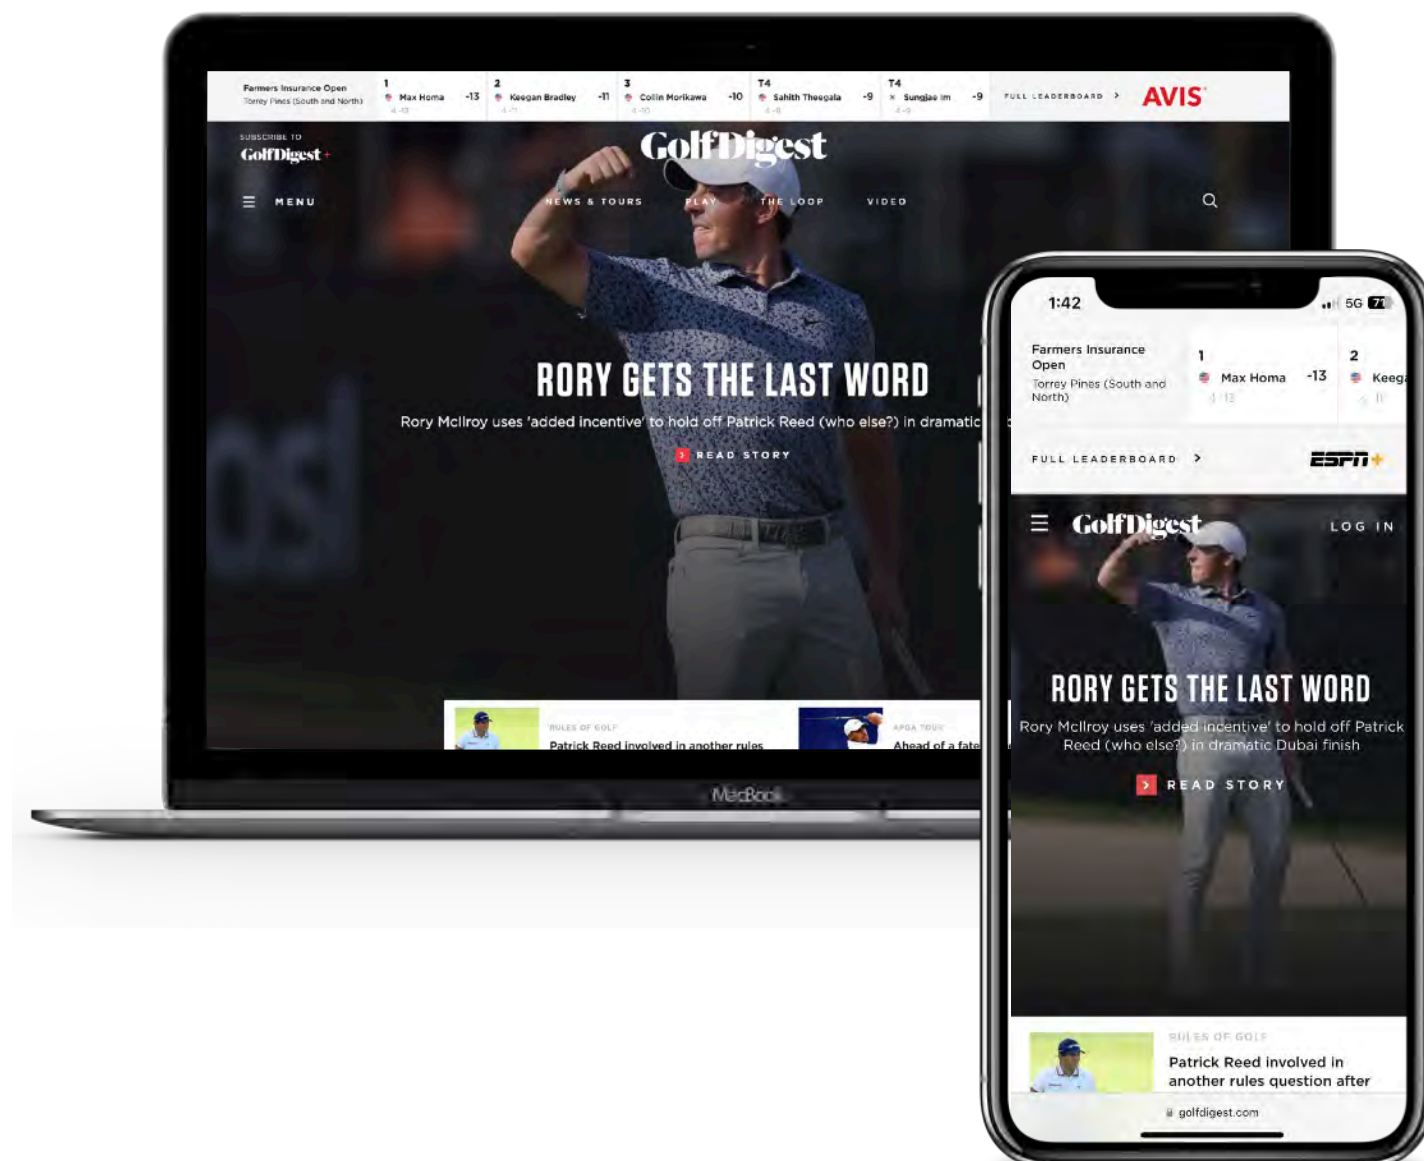 Farmers Insurance Open
Torrey Pines (South and North)
1
Max Homa -13
2
Keegan Bradley -11
3
Collin Morikawa -10
T4
Sahith Theegala -9
T4
Sungjae Im -9
FULL LEADERBOARD >
AVIS
SUBSCRIBE TO
GolfDigest+
GolfDigest
MENU
NEWS & TOURS PLAY THE LOOP VIDEO
RORY GETS THE LAST WORD
Rory McIlroy uses 'added incentive' to hold off Patrick Reed (who else?) in dramatic
READ STORY
RULES OF GOLF
Patrick Reed involved in another rules
APGA TOUR
Ahead of a fate
MacBook
1:42
5G 71
Farmers Insurance
Open
Torrey Pines (South and
North)
1
Max Homa -13
2
Keega
FULL LEADERBOARD >
ESPN+
GolfDigest
LOG IN
RORY GETS THE LAST WORD
Rory McIlroy uses 'added incentive' to hold off Patrick
Reed (who else?) in dramatic Dubai finish
READ STORY
RULES OF GOLF
Patrick Reed involved in
another rules question after
golfdigest.com